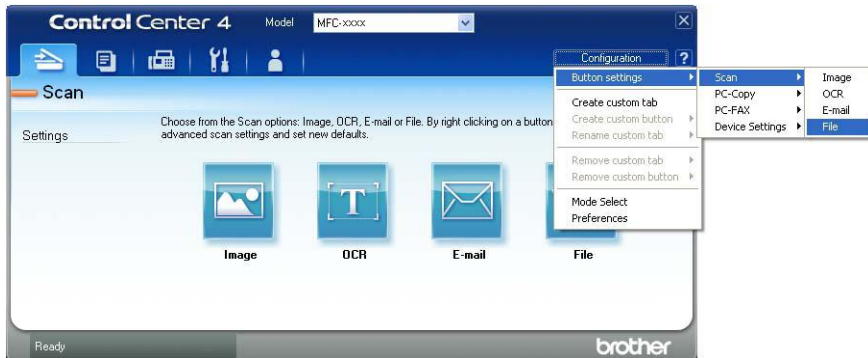 Control Center 4
Model
MFC-xxxx
Configuration
?
Scan
Settings
Choose from the Scan options: Image, OCR, E-mail or File. By right clicking on a button
advanced scan settings and set new defaults.
Image
OCR
E-mail
File
Button settings
Create custom tab
Create custom button
Rename custom tab
Remove custom tab
Remove custom button
Mode Select
Preferences
Scan
PC-Copy
PC-FAX
Device Settings
Image
OCR
E-mail
File
Ready
brother